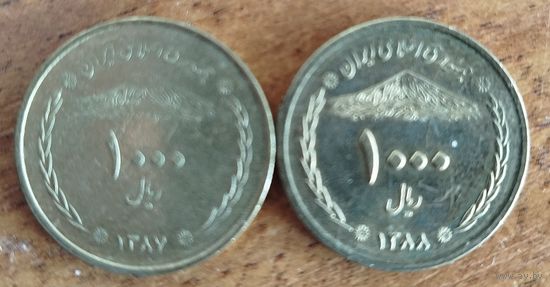 جمهوری اسلامی ایران
۱۰۰۰
ریال
۱۳۸۷
جمهوری اسلامی ایران
۱۰۰۰
ریال
۱۳۸۸